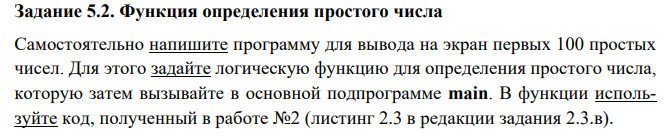 Задание 5.2. Функция определения простого числа
Самостоятельно напишите программу для вывода на экран первых 100 простых
чисел. Для этого задайте логическую функцию для определения простого числа,
которую затем вызывайте в основной подпрограмме main. В функции исполь-
зуйте код, полученный в работе №2 (листинг 2.3 в редакции задания 2.3.в).